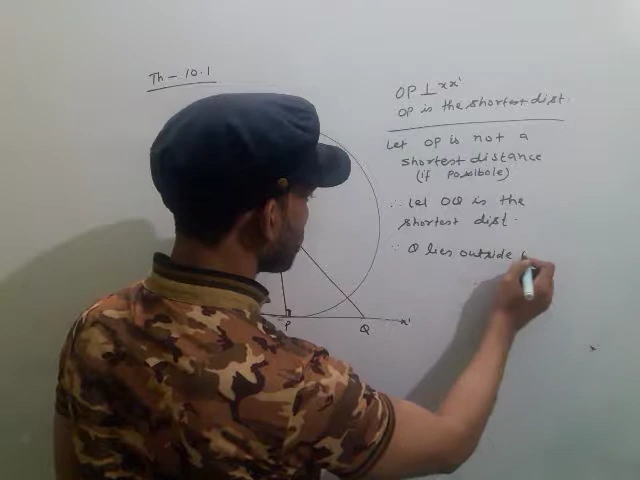 Th - 10.1
OP ⊥ xx'
OP is the shortest dist.
Let OP is not a
shortest distance
(if possibole)
∴ Let OQ is the
shortest dist.
∵ Q lies outside
P
Q
x'